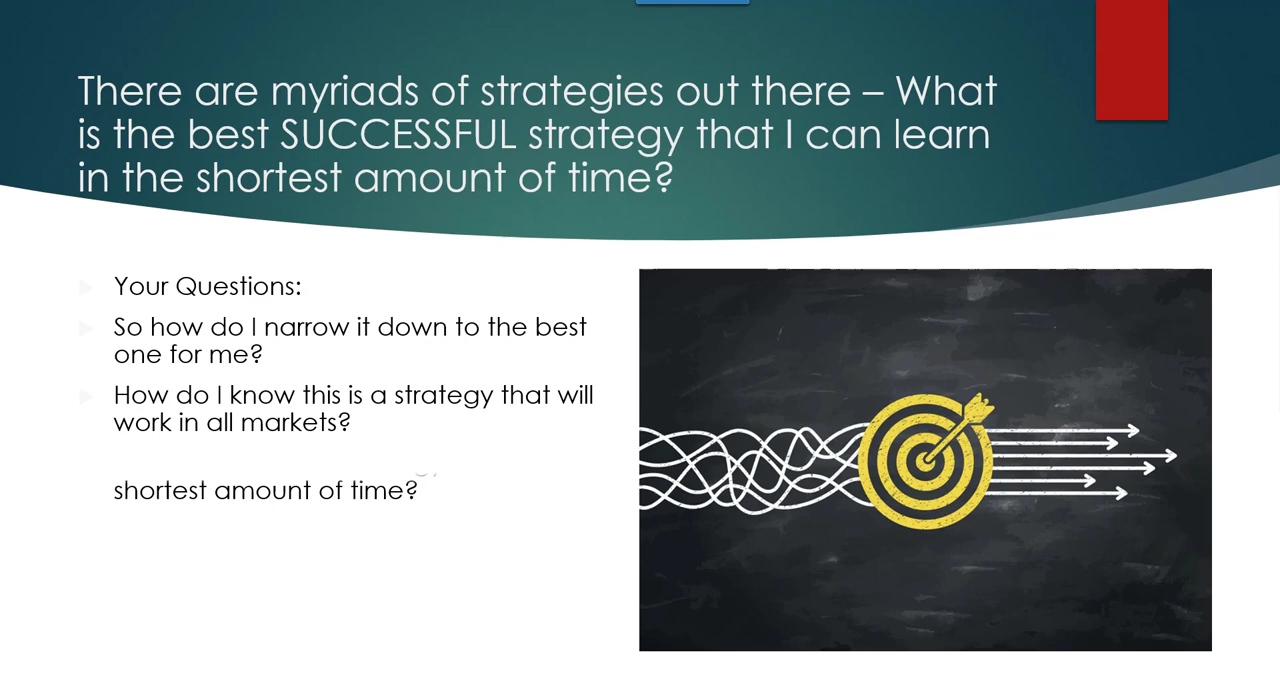 There are myriads of strategies out there – What
is the best SUCCESSFUL strategy that I can learn
in the shortest amount of time?
Your Questions:
So how do I narrow it down to the best
one for me?
How do I know this is a strategy that will
work in all markets?
shortest amount of time?